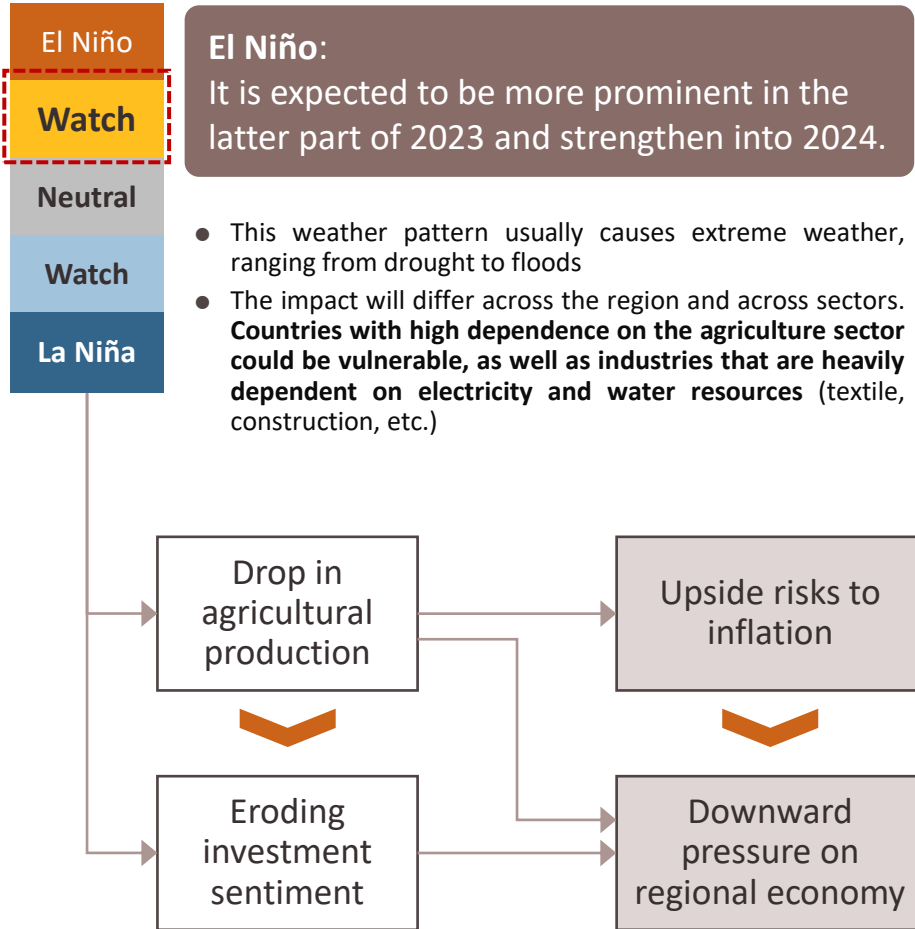 El Niño
Watch
Neutral
Watch
La Niña
El Niño:
It is expected to be more prominent in the
latter part of 2023 and strengthen into 2024.
● This weather pattern usually causes extreme weather,
ranging from drought to floods
● The impact will differ across the region and across sectors.
Countries with high dependence on the agriculture sector
could be vulnerable, as well as industries that are heavily
dependent on electricity and water resources (textile,
construction, etc.)
Drop in
agricultural
production
Upside risks to
inflation
Eroding
investment
sentiment
Downward
pressure on
regional economy